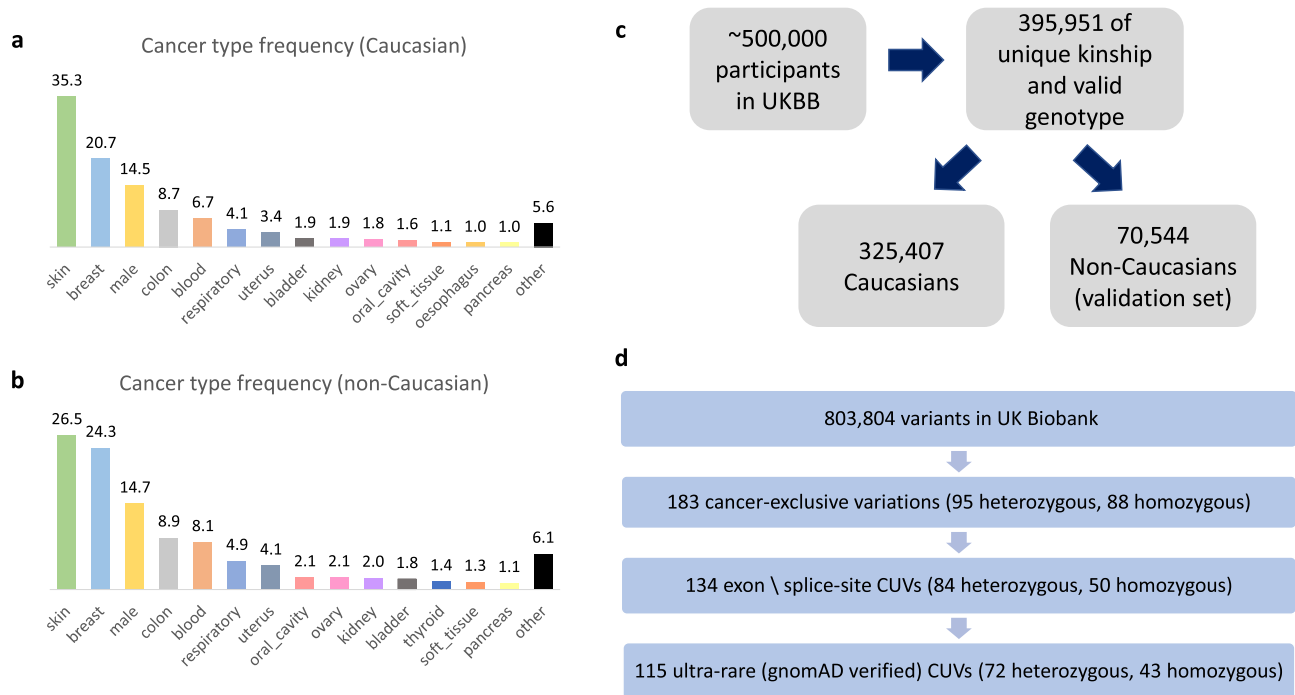 a
Cancer type frequency (Caucasian)
35.3
20.7
14.5
8.7
6.7
4.1
3.4
1.9
1.9
1.8
1.6
1.1
1.0
1.0
5.6
skin
breast
male
colon
blood
respiratory
uterus
bladder
kidney
ovary
oral_cavity
soft_tissue
oesophagus
pancreas
other
b
Cancer type frequency (non-Caucasian)
26.5
24.3
14.7
8.9
8.1
4.9
4.1
2.1
2.1
2.0
1.8
1.4
1.3
1.1
6.1
skin
breast
male
colon
blood
respiratory
uterus
oral_cavity
ovary
kidney
bladder
thyroid
soft_tissue
pancreas
other
c
~500,000
participants
in UKBB
395,951 of
unique kinship
and valid
genotype
325,407
Caucasians
70,544
Non-Caucasians
(validation set)
d
803,804 variants in UK Biobank
183 cancer-exclusive variations (95 heterozygous, 88 homozygous)
134 exon \ splice-site CUVs (84 heterozygous, 50 homozygous)
115 ultra-rare (gnomAD verified) CUVs (72 heterozygous, 43 homozygous)